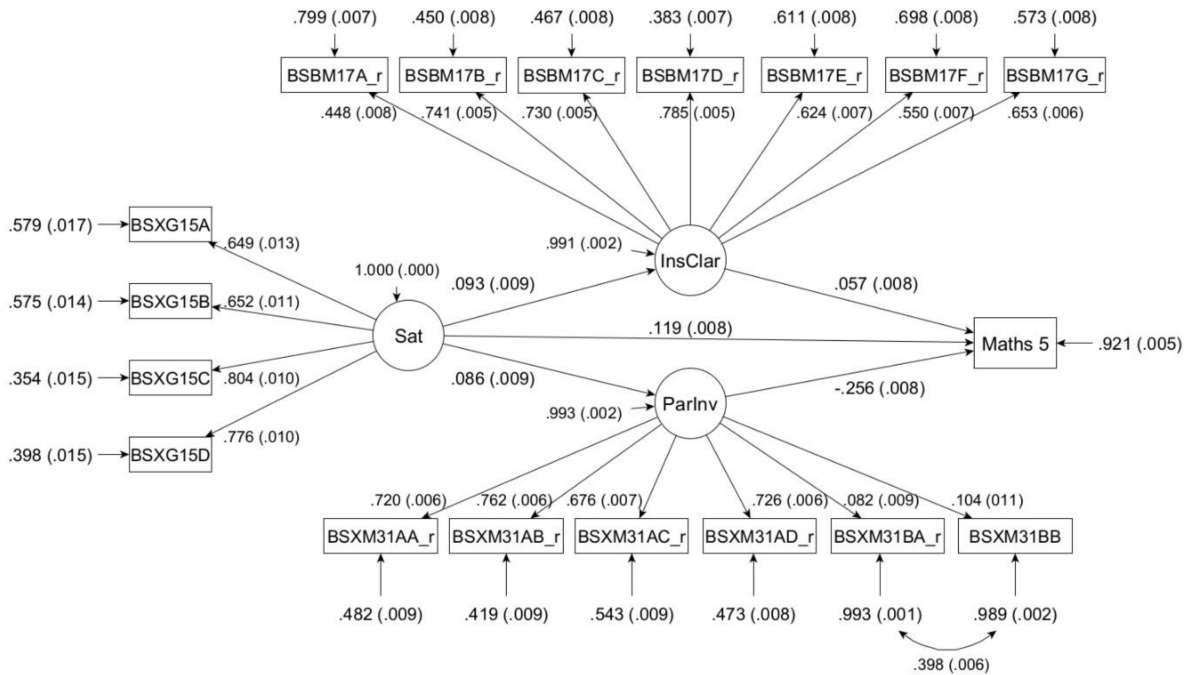 .799 (.007) .450 (.008) .467 (.008) .383 (.007) .611 (.008) .698 (.008) .573 (.008)
BSBM17A_r BSBM17B_r BSBM17C_r BSBM17D_r BSBM17E_r BSBM17F_r BSBM17G_r
.448 (.008) .741 (.005) .730 (.005) .785 (.005) .624 (.007) .550 (.007) .653 (.006)
.579 (.017) BSXG15A
.649 (.013)
.991 (.002) InsClar
1.000 (.000)
.093 (.009) .057 (.008)
.575 (.014) BSXG15B .652 (.011)
Sat .119 (.008) Maths 5 .921 (.005)
.354 (.015) BSXG15C .804 (.010)
.086 (.009) -.256 (.008)
.993 (.002) ParInv
.776 (.010)
.398 (.015) BSXG15D
.720 (.006) .762 (.006) .676 (.007) .726 (.006) .082 (.009) .104 (011)
BSXM31AA_r BSXM31AB_r BSXM31AC_r BSXM31AD_r BSXM31BA_r BSXM31BB
.482 (.009) .419 (.009) .543 (.009) .473 (.008) .993 (.001) .989 (.002)
.398 (.006)